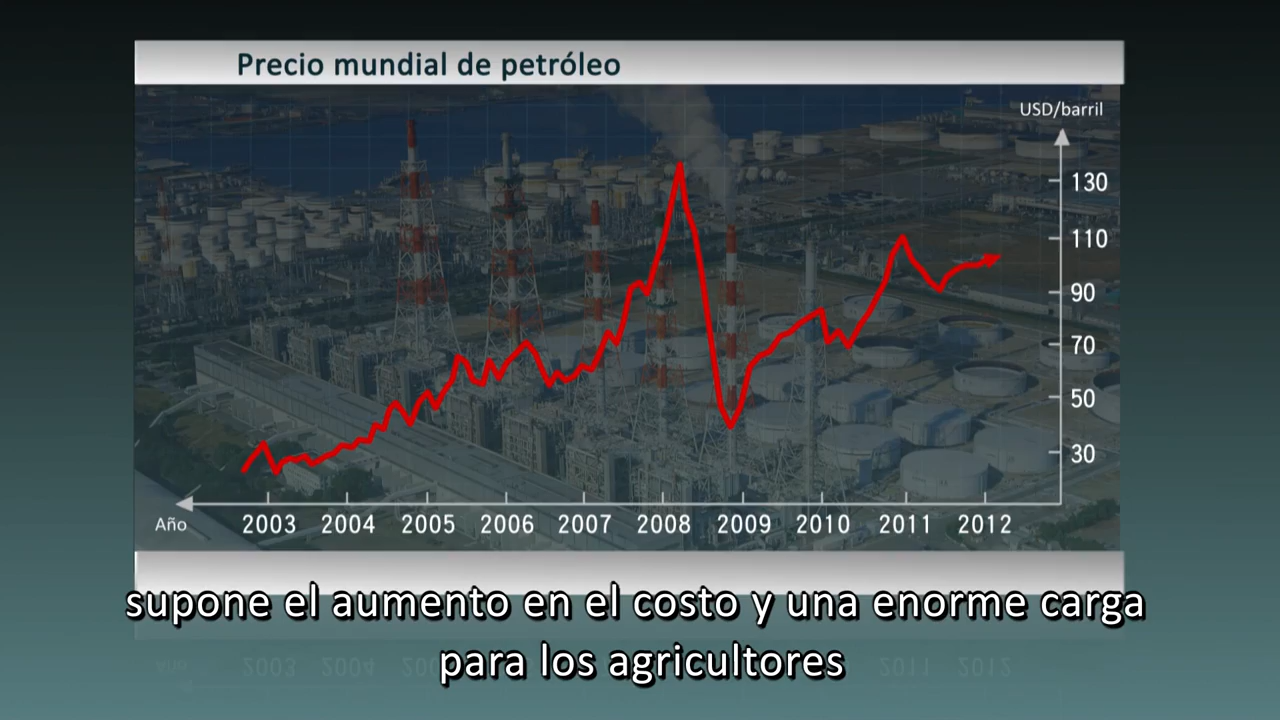 Precio mundial de petróleo
USD/barril
130
110
90
70
50
30
Año 2003 2004 2005 2006 2007 2008 2009 2010 2011 2012
supone el aumento en el costo y una enorme carga
para los agricultores